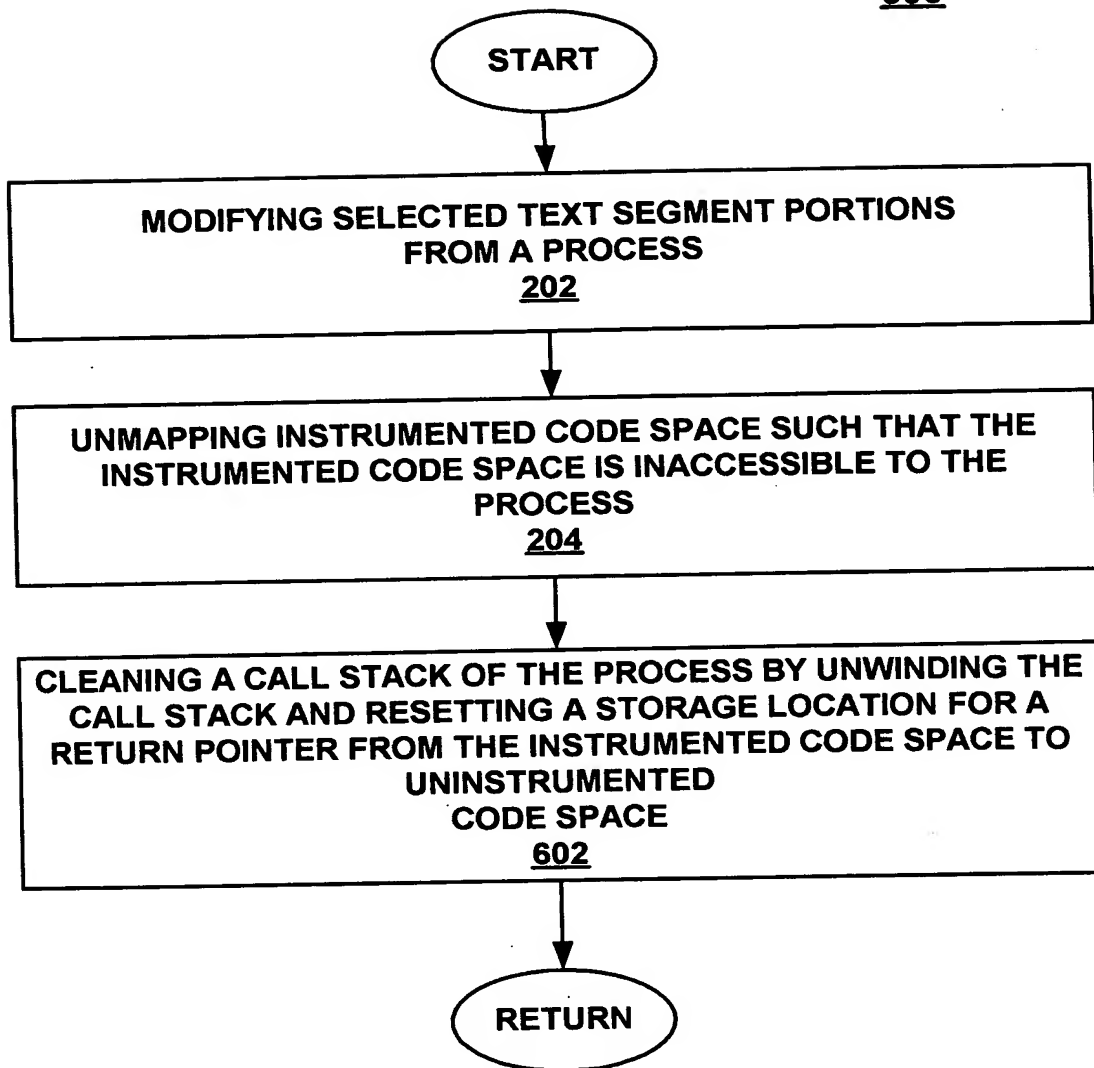 START
MODIFYING SELECTED TEXT SEGMENT PORTIONS
FROM A PROCESS
202
UNMAPPING INSTRUMENTED CODE SPACE SUCH THAT THE
INSTRUMENTED CODE SPACE IS INACCESSIBLE TO THE
PROCESS
204
CLEANING A CALL STACK OF THE PROCESS BY UNWINDING THE
CALL STACK AND RESETTING A STORAGE LOCATION FOR A
RETURN POINTER FROM THE INSTRUMENTED CODE SPACE TO
UNINSTRUMENTED
CODE SPACE
602
RETURN